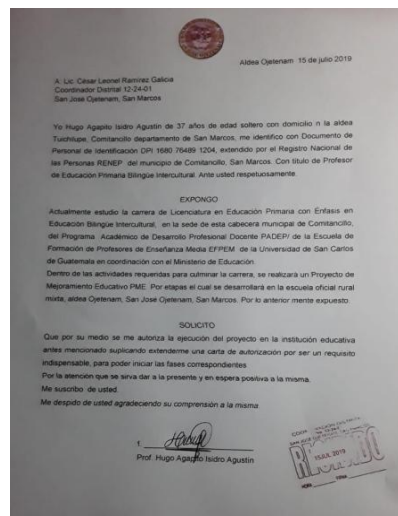 Aldea Ojetenam  15 de julio 2019
A: Lic. César Leonel Ramírez Galicia
Coordinador Distrital 12-24-01
San José Ojetenam, San Marcos
Yo Hugo Agapito Isidro Agustín de 37 años de edad soltero con domicilio n la aldea
Tuichilupe, Comitancillo departamento de San Marcos, me identifico con Documento de
Personal de Identificación DPI 1680 76489 1204, extendido por el Registro Nacional de
las Personas RENEP del municipio de Comitancillo, San Marcos. Con título de Profesor
de Educación Primaria Bilingüe Intercultural. Ante usted respetuosamente.
EXPONGO
Actualmente estudio la carrera de Licenciatura en Educación Primaria con Énfasis en
Educación Bilingüe Intercultural, en la sede de esta cabecera municipal de Comitancillo,
del Programa Académico de Desarrollo Profesional Docente PADEP/ de la Escuela de
Formación de Profesores de Enseñanza Media EFPEM de la Universidad de San Carlos
de Guatemala en coordinación con el Ministerio de Educación.
Dentro de las actividades requeridas para culminar la carrera, se realizará un Proyecto de
Mejoramiento Educativo PME. Por etapas el cual se desarrollará en la escuela oficial rural
mixta, aldea Ojetenam, San José Ojetenam, San Marcos. Por lo anterior mente expuesto
SOLICITO
Que por su medio se me autoriza la ejecución del proyecto en la institución educativa
antes mencionado suplicando extenderme una carta de autorización por ser un requisito
indispensable, para poder iniciar las fases correspondientes
Por la atención que se sirva dar a la presente y en espera positiva a la misma.
Me suscribo de usted
Me despido de usted agradeciendo su comprensión a la misma
f.
Prof. Hugo Agapito Isidro Agustín
RECIBIDO
15 JUL. 2019